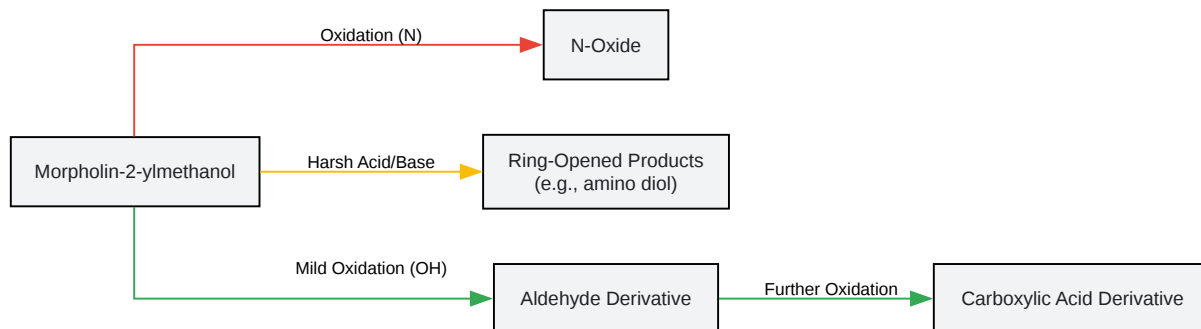 Oxidation (N)
N-Oxide
Morpholin-2-ylmethanol
Harsh Acid/Base
Ring-Opened Products
(e.g., amino diol)
Mild Oxidation (OH)
Aldehyde Derivative
Further Oxidation
Carboxylic Acid Derivative